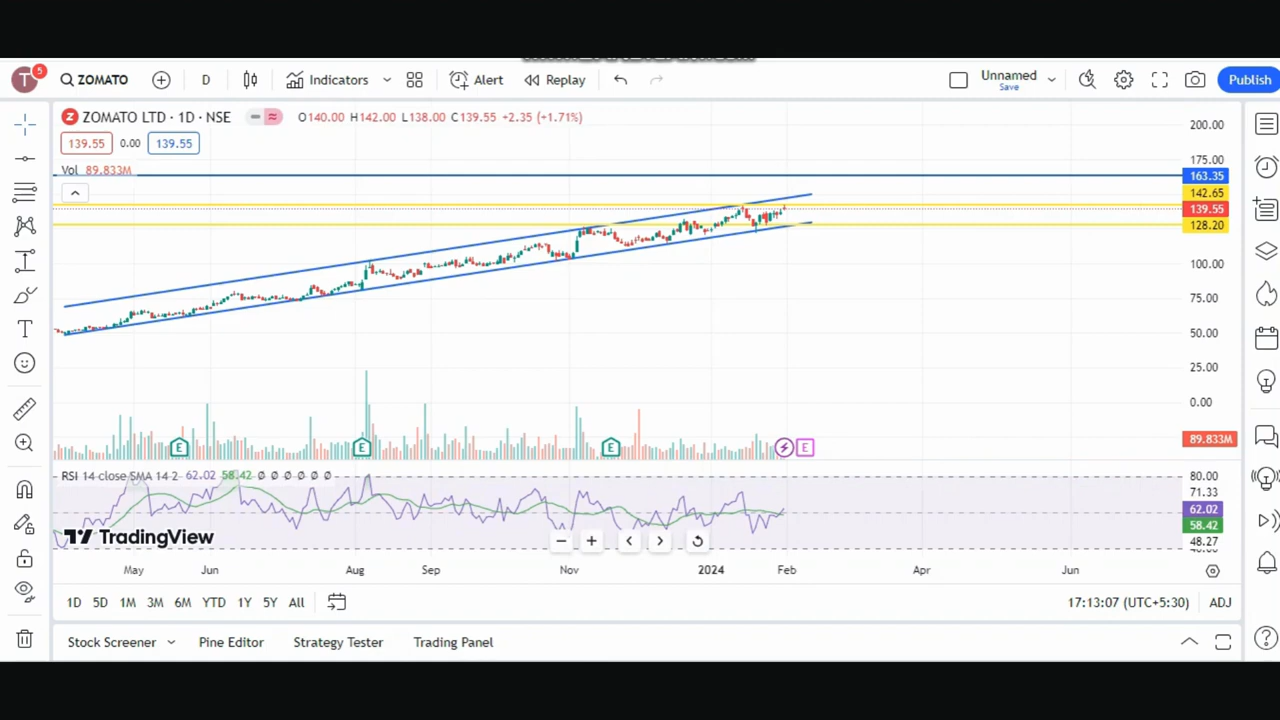 T 5 ZOMATO D Indicators Alert Replay Unnamed Save Publish
Z ZOMATO LTD · 1D · NSE O140.00 H142.00 L138.00 C139.55 +2.35 (+1.71%)
139.55 0.00 139.55
Vol 89.833M
200.00
175.00
163.35
142.65
139.55
128.20
100.00
75.00
50.00
25.00
0.00
89.833M
E E E E
RSI 14 close SMA 14 2 62.02 58.42 Ø Ø Ø Ø Ø Ø
80.00
71.33
62.02
58.42
48.27
TradingView
May Jun Aug Sep Nov 2024 Feb Apr Jun
1D 5D 1M 3M 6M YTD 1Y 5Y All 17:13:07 (UTC+5:30) ADJ
Stock Screener Pine Editor Strategy Tester Trading Panel